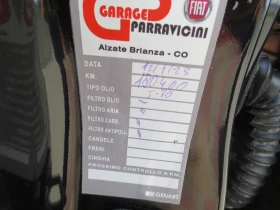 GARAGE
PARRAVICINI
FIAT
Alzate Brianza - CO
DATA
KM.
TIPO OLIO
FILTRO OLIO
FILTRO ARIA
FILTRO CARB.
FILTRO ANTIPOLL.
CANDELE
FRENI
CINGHIA
PROSSIMO CONTROLLO A KM.